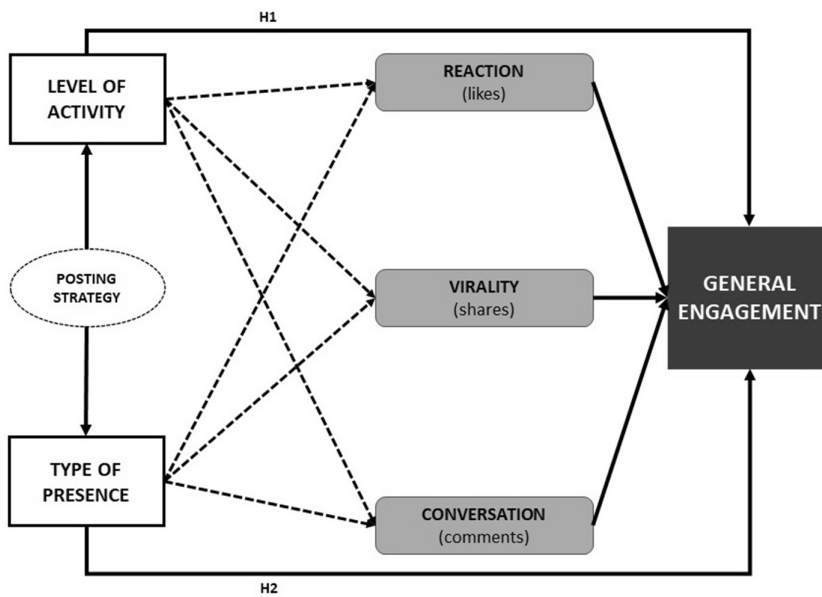 H1
LEVEL OF
ACTIVITY
REACTION
(likes)
POSTING
STRATEGY
VIRALITY
(shares)
GENERAL
ENGAGEMENT
TYPE OF
PRESENCE
CONVERSATION
(comments)
H2